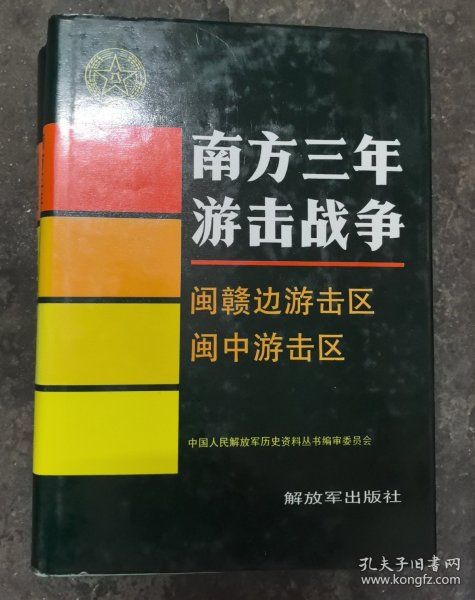 南方三年
游击战争
闽赣边游击区
闽中游击区
中国人民解放军历史资料丛书编审委员会
解放军出版社
孔夫子旧书网
www.kongfz.com